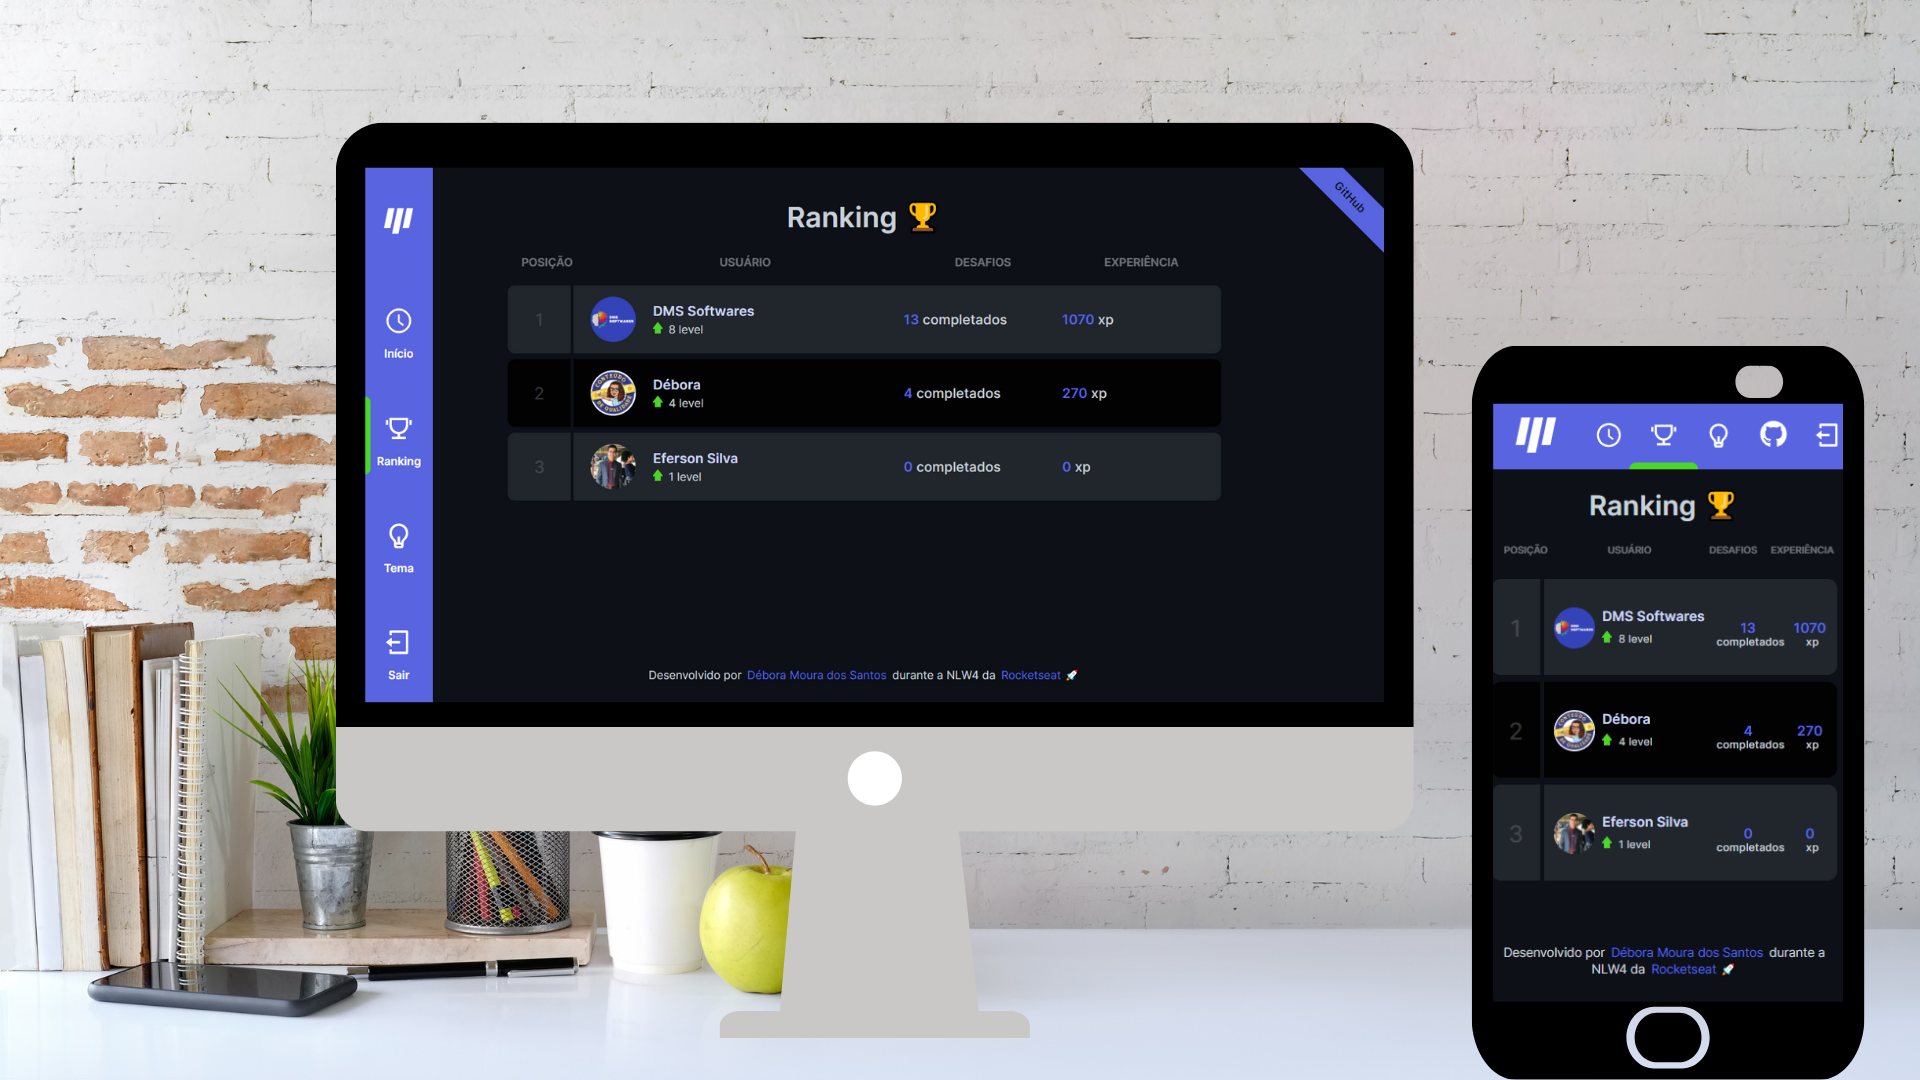 GitHub
Ranking 🏆
POSIÇÃO USUÁRIO DESAFIOS EXPERIÊNCIA
1 DMS Softwares 13 completados 1070 xp
8 level
2 Débora 4 completados 270 xp
4 level
3 Eferson Silva 0 completados 0 xp
1 level
Início
Ranking
Tema
Sair
Desenvolvido por Débora Moura dos Santos durante a NLW4 da Rocketseat 🚀
Ranking 🏆
POSIÇÃO USUÁRIO DESAFIOS EXPERIÊNCIA
1 DMS Softwares 13 1070
8 level completados xp
2 Débora 4 270
4 level completados xp
3 Eferson Silva 0 0
1 level completados xp
Desenvolvido por Débora Moura dos Santos durante a
NLW4 da Rocketseat 🚀